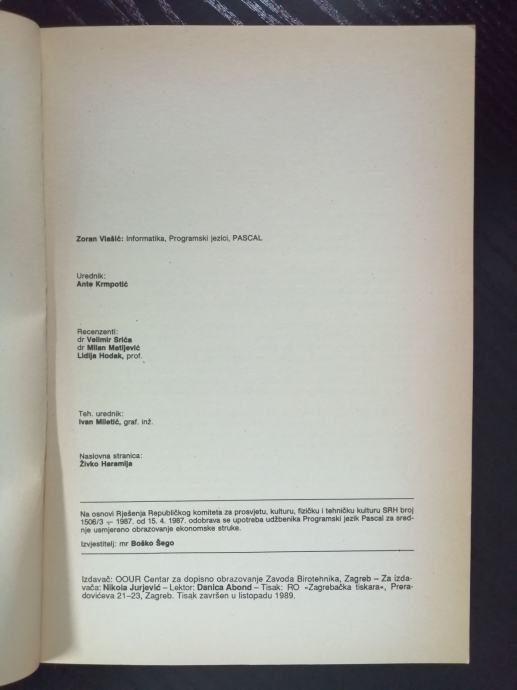 Zoran Vlašić: Informatika, Programski jezici, PASCAL
Urednik:
Ante Krmpotić
Recenzenti:
dr Velimir Srića
dr Milan Matijević
Lidija Hodak, prof.
Teh. urednik:
Ivan Miletić, graf. inž.
Naslovna stranica:
Živko Haramija
Na osnovi Rješenja Republičkog komiteta za prosvjetu, kulturu, fizičku i tehničku kulturu SRH broj
1506/3 – 1987. od 15. 4. 1987. odobrava se upotreba udžbenika Programski jezik Pascal za sred-
nje usmjereno obrazovanje ekonomske struke.
Izvjestitelj: mr Boško Šego
Izdavač: OOUR Centar za dopisno obrazovanje Zavoda Birotehnika, Zagreb – Za izda-
vača: Nikola Jurjević – Lektor: Danica Abond – Tisak: RO »Zagrebačka tiskara«, Prera-
dovićeva 21–23, Zagreb. Tisak završen u listopadu 1989.